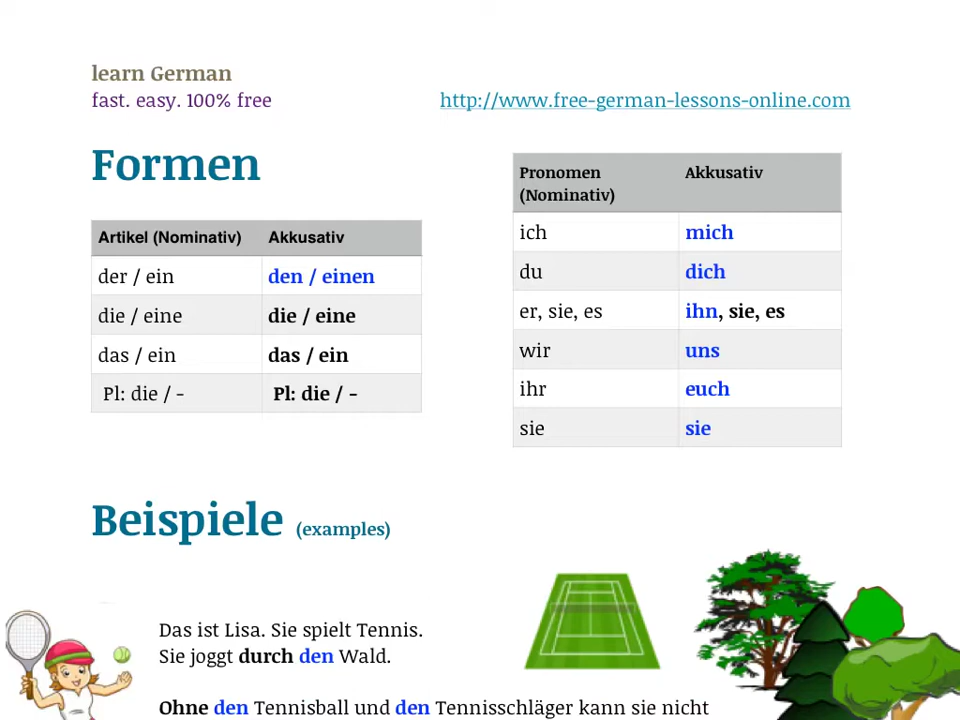 learn German
fast. easy. 100% free
http://www.free-german-lessons-online.com
Formen
Artikel (Nominativ) Akkusativ
der / ein den / einen
die / eine die / eine
das / ein das / ein
Pl: die / - Pl: die / -
Pronomen (Nominativ) Akkusativ
ich mich
du dich
er, sie, es ihn, sie, es
wir uns
ihr euch
sie sie
Beispiele (examples)
Das ist Lisa. Sie spielt Tennis.
Sie joggt durch den Wald.
Ohne den Tennisball und den Tennisschläger kann sie nicht